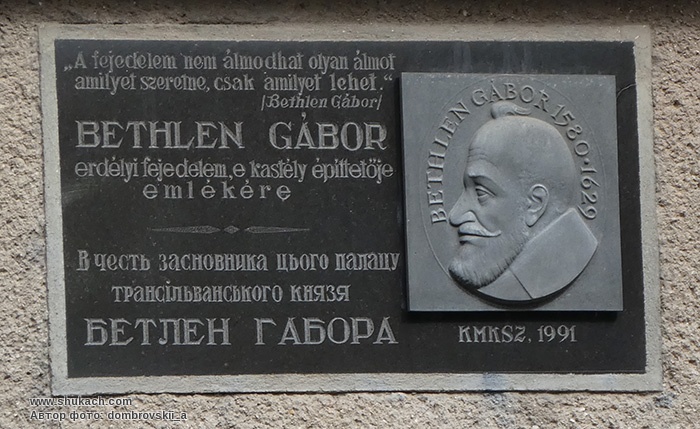 „A fejedelem nem álmodhat olyan álmot
amilyet szeretne, csak amilyet lehet.“
/Bethlen Gábor/
BETHLEN GÁBOR
erdélyi fejedelem, e kastély építtetője
emlékére
В честь засновника цього палацу
трансільванського князя
БЕТЛЕН ГАБОРА
BETHLEN GÁBOR 1580·1629
KMKSZ, 1991
www.shukach.com
Автор фото: dombrovskii_a